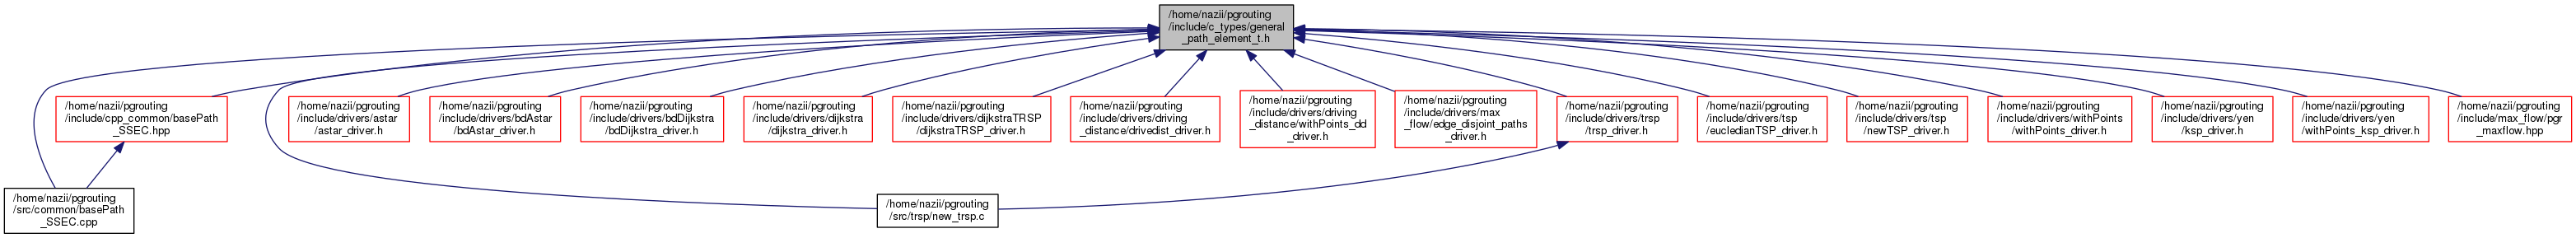 /home/nazii/pgrouting
/include/c_types/general
_path_element_t.h
/home/nazii/pgrouting
/include/cpp_common/basePath
_SSEC.hpp
/home/nazii/pgrouting
/include/drivers/astar
/astar_driver.h
/home/nazii/pgrouting
/include/drivers/bdAstar
/bdAstar_driver.h
/home/nazii/pgrouting
/include/drivers/bdDijkstra
/bdDijkstra_driver.h
/home/nazii/pgrouting
/include/drivers/dijkstra
/dijkstra_driver.h
/home/nazii/pgrouting
/include/drivers/dijkstraTRSP
/dijkstraTRSP_driver.h
/home/nazii/pgrouting
/include/drivers/driving
_distance/drivedist_driver.h
/home/nazii/pgrouting
/include/drivers/driving
_distance/withPoints_dd
_driver.h
/home/nazii/pgrouting
/include/drivers/max
_flow/edge_disjoint_paths
_driver.h
/home/nazii/pgrouting
/include/drivers/trsp
/trsp_driver.h
/home/nazii/pgrouting
/include/drivers/tsp
/eucledianTSP_driver.h
/home/nazii/pgrouting
/include/drivers/tsp
/newTSP_driver.h
/home/nazii/pgrouting
/include/drivers/withPoints
/withPoints_driver.h
/home/nazii/pgrouting
/include/drivers/yen
/ksp_driver.h
/home/nazii/pgrouting
/include/drivers/yen
/withPoints_ksp_driver.h
/home/nazii/pgrouting
/include/max_flow/pgr
_maxflow.hpp
/home/nazii/pgrouting
/src/common/basePath
_SSEC.cpp
/home/nazii/pgrouting
/src/trsp/new_trsp.c